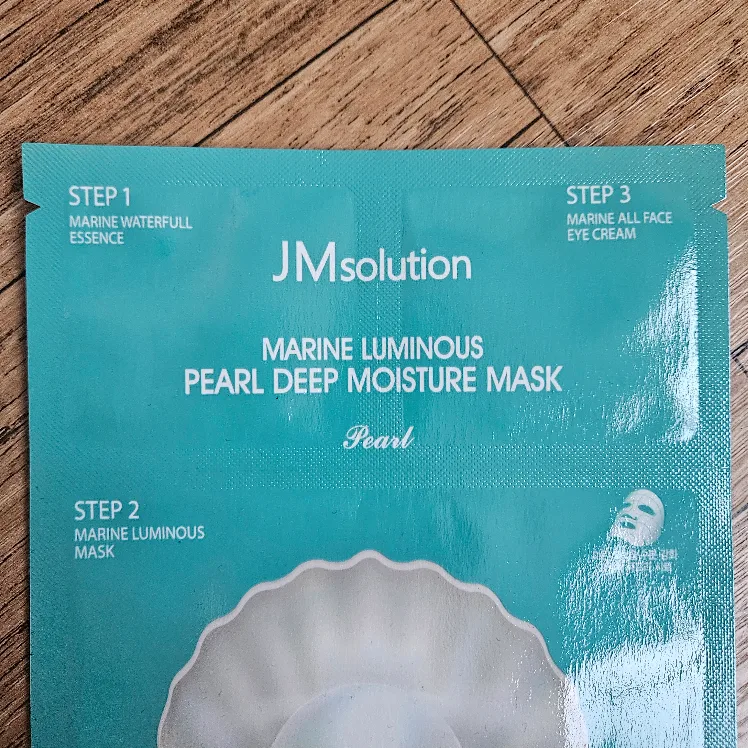 STEP 1
MARINE WATERFULL
ESSENCE
STEP 3
MARINE ALL FACE
EYE CREAM
JMsolution
MARINE LUMINOUS
PEARL DEEP MOISTURE MASK
Pearl
STEP 2
MARINE LUMINOUS
MASK